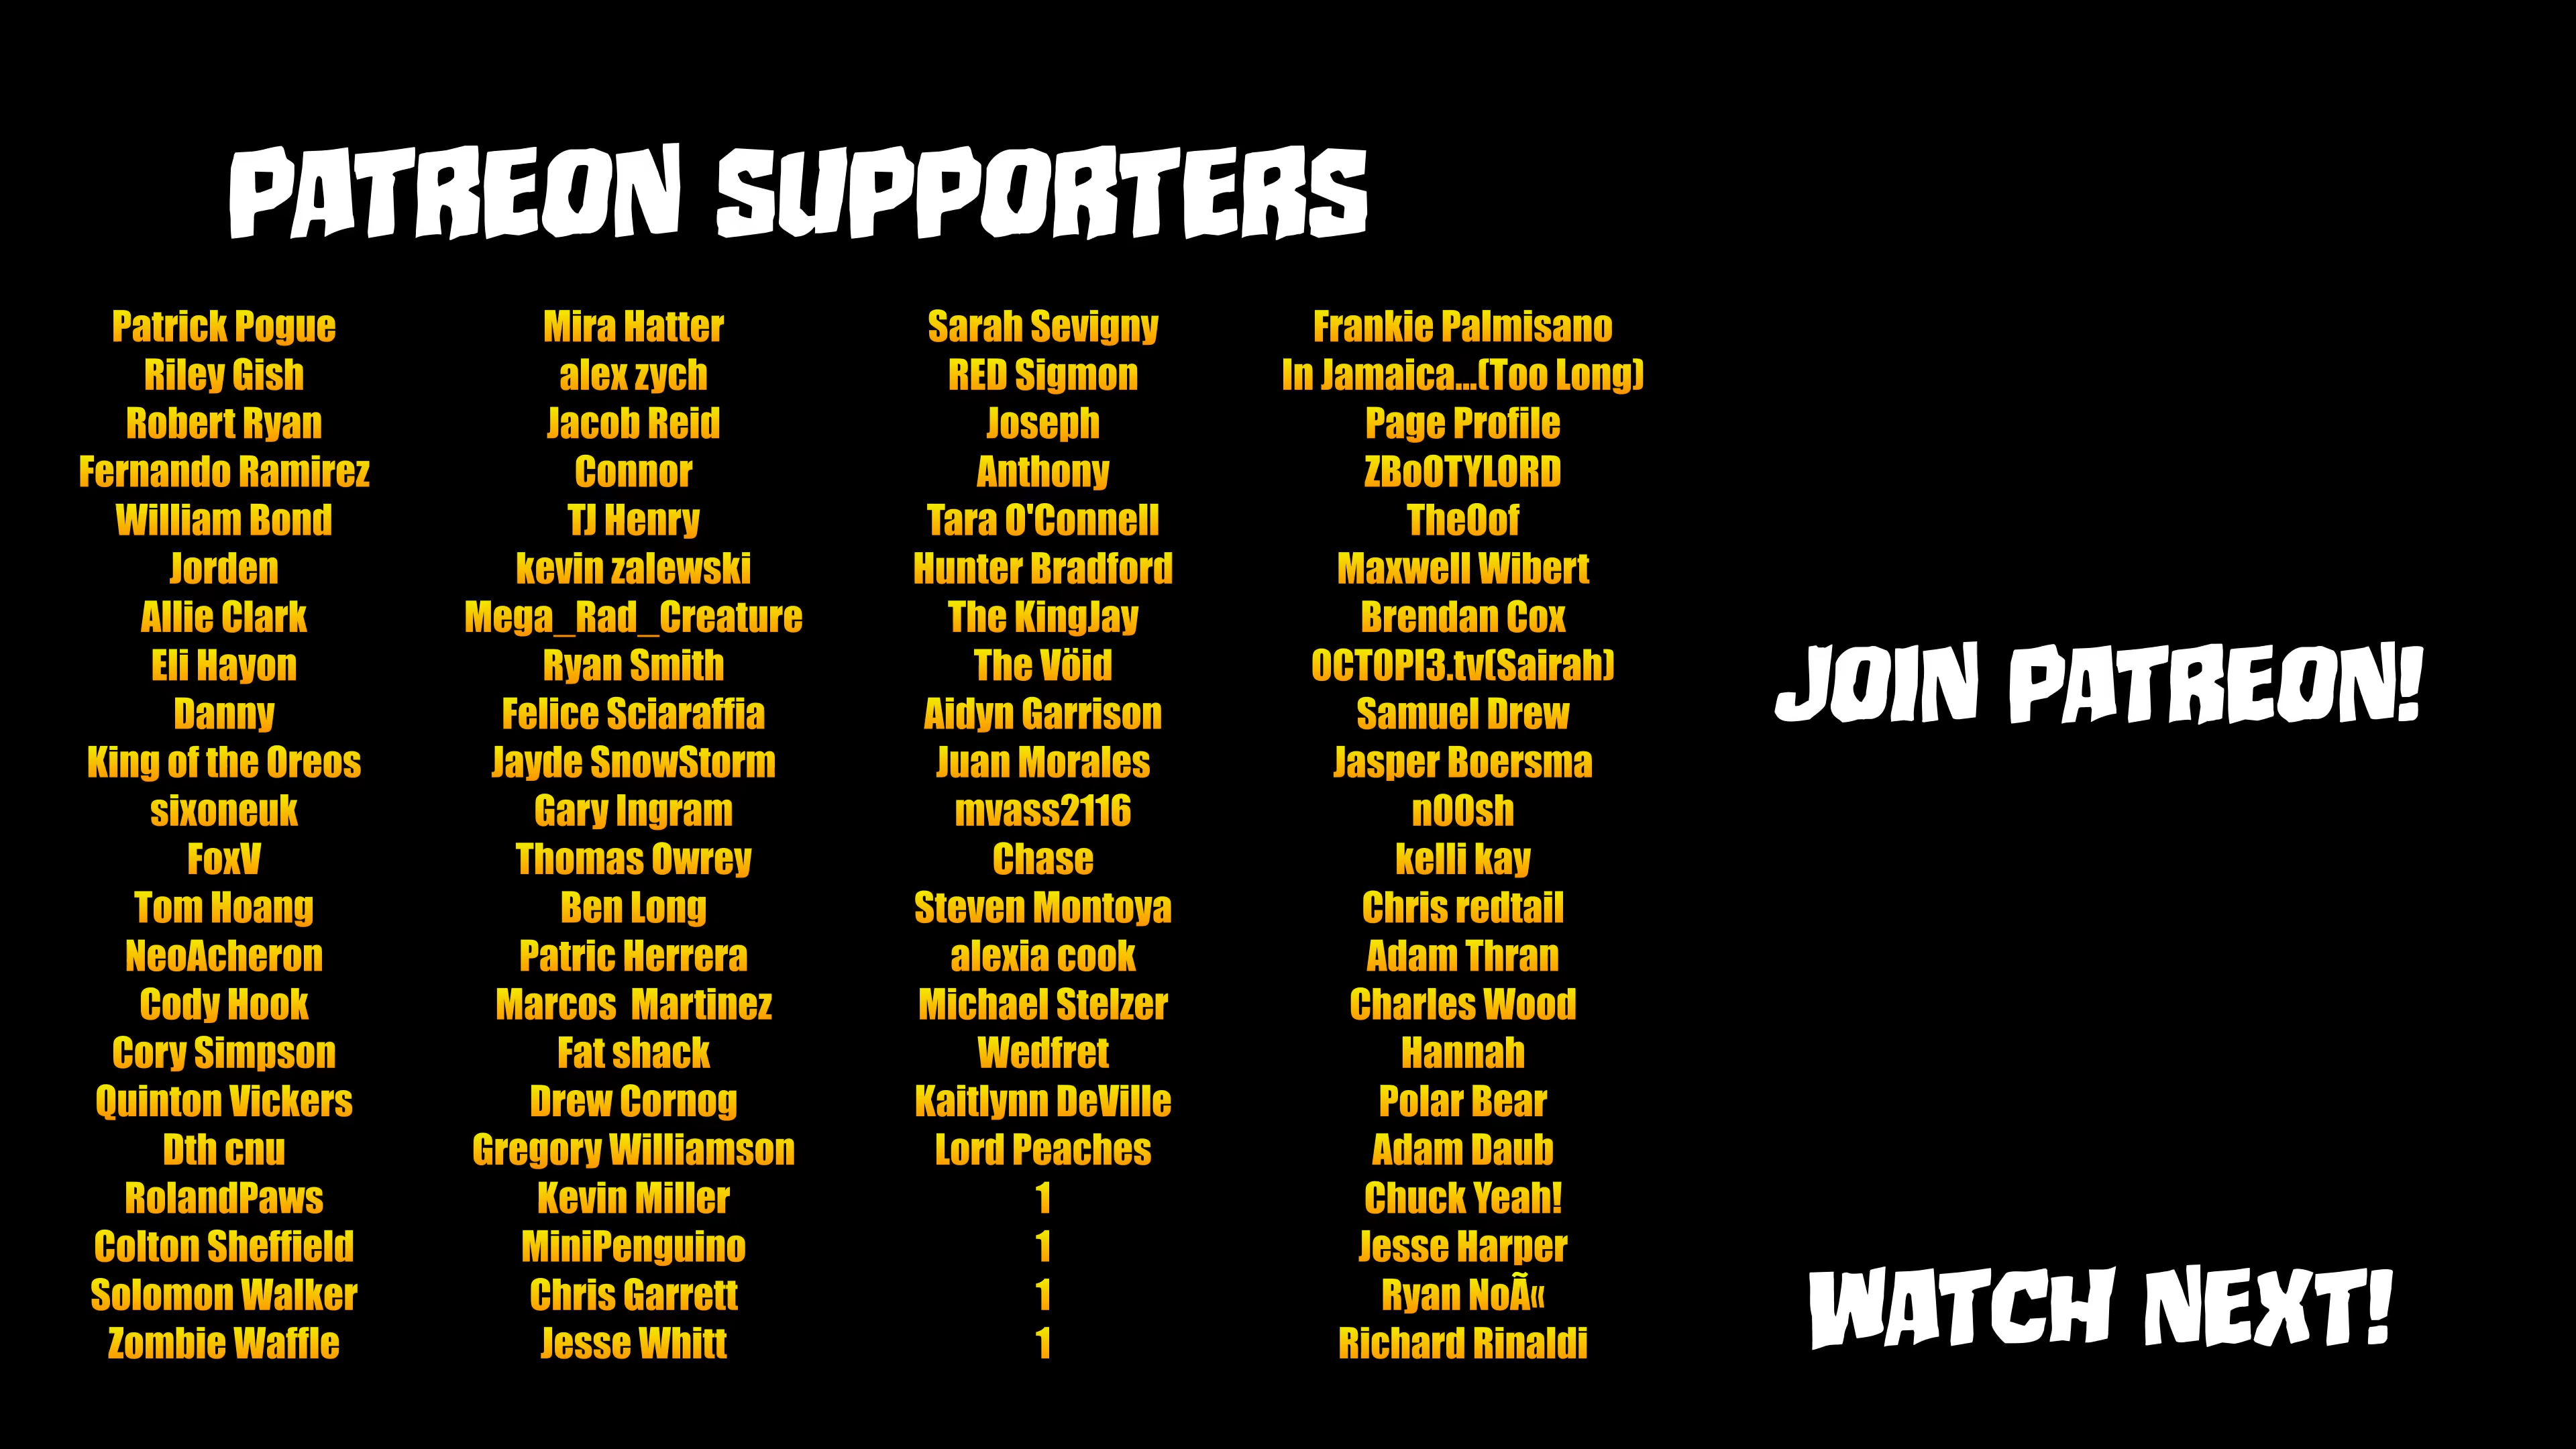 PATREON SUPPORTERS
Patrick Pogue
Riley Gish
Robert Ryan
Fernando Ramirez
William Bond
Jorden
Allie Clark
Eli Hayon
Danny
King of the Oreos
sixoneuk
FoxV
Tom Hoang
NeoAcheron
Cody Hook
Cory Simpson
Quinton Vickers
Dth cnu
RolandPaws
Colton Sheffield
Solomon Walker
Zombie Waffle
Mira Hatter
alex zych
Jacob Reid
Connor
TJ Henry
kevin zalewski
Mega_Rad_Creature
Ryan Smith
Felice Sciaraffia
Jayde SnowStorm
Gary Ingram
Thomas Owrey
Ben Long
Patric Herrera
Marcos  Martinez
Fat shack
Drew Cornog
Gregory Williamson
Kevin Miller
MiniPenguino
Chris Garrett
Jesse Whitt
Sarah Sevigny
RED Sigmon
Joseph
Anthony
Tara O'Connell
Hunter Bradford
The KingJay
The Vöid
Aidyn Garrison
Juan Morales
mvass2116
Chase
Steven Montoya
alexia cook
Michael Stelzer
Wedfret
Kaitlynn DeVille
Lord Peaches
1
1
1
1
Frankie Palmisano
In Jamaica...(Too Long)
Page Profile
ZBoOTYLORD
TheOof
Maxwell Wibert
Brendan Cox
OCTOPI3.tv(Sairah)
Samuel Drew
Jasper Boersma
n00sh
kelli kay
Chris redtail
Adam Thran
Charles Wood
Hannah
Polar Bear
Adam Daub
Chuck Yeah!
Jesse Harper
Ryan NoÃ«
Richard Rinaldi
JOIN PATREON!
WATCH NEXT!